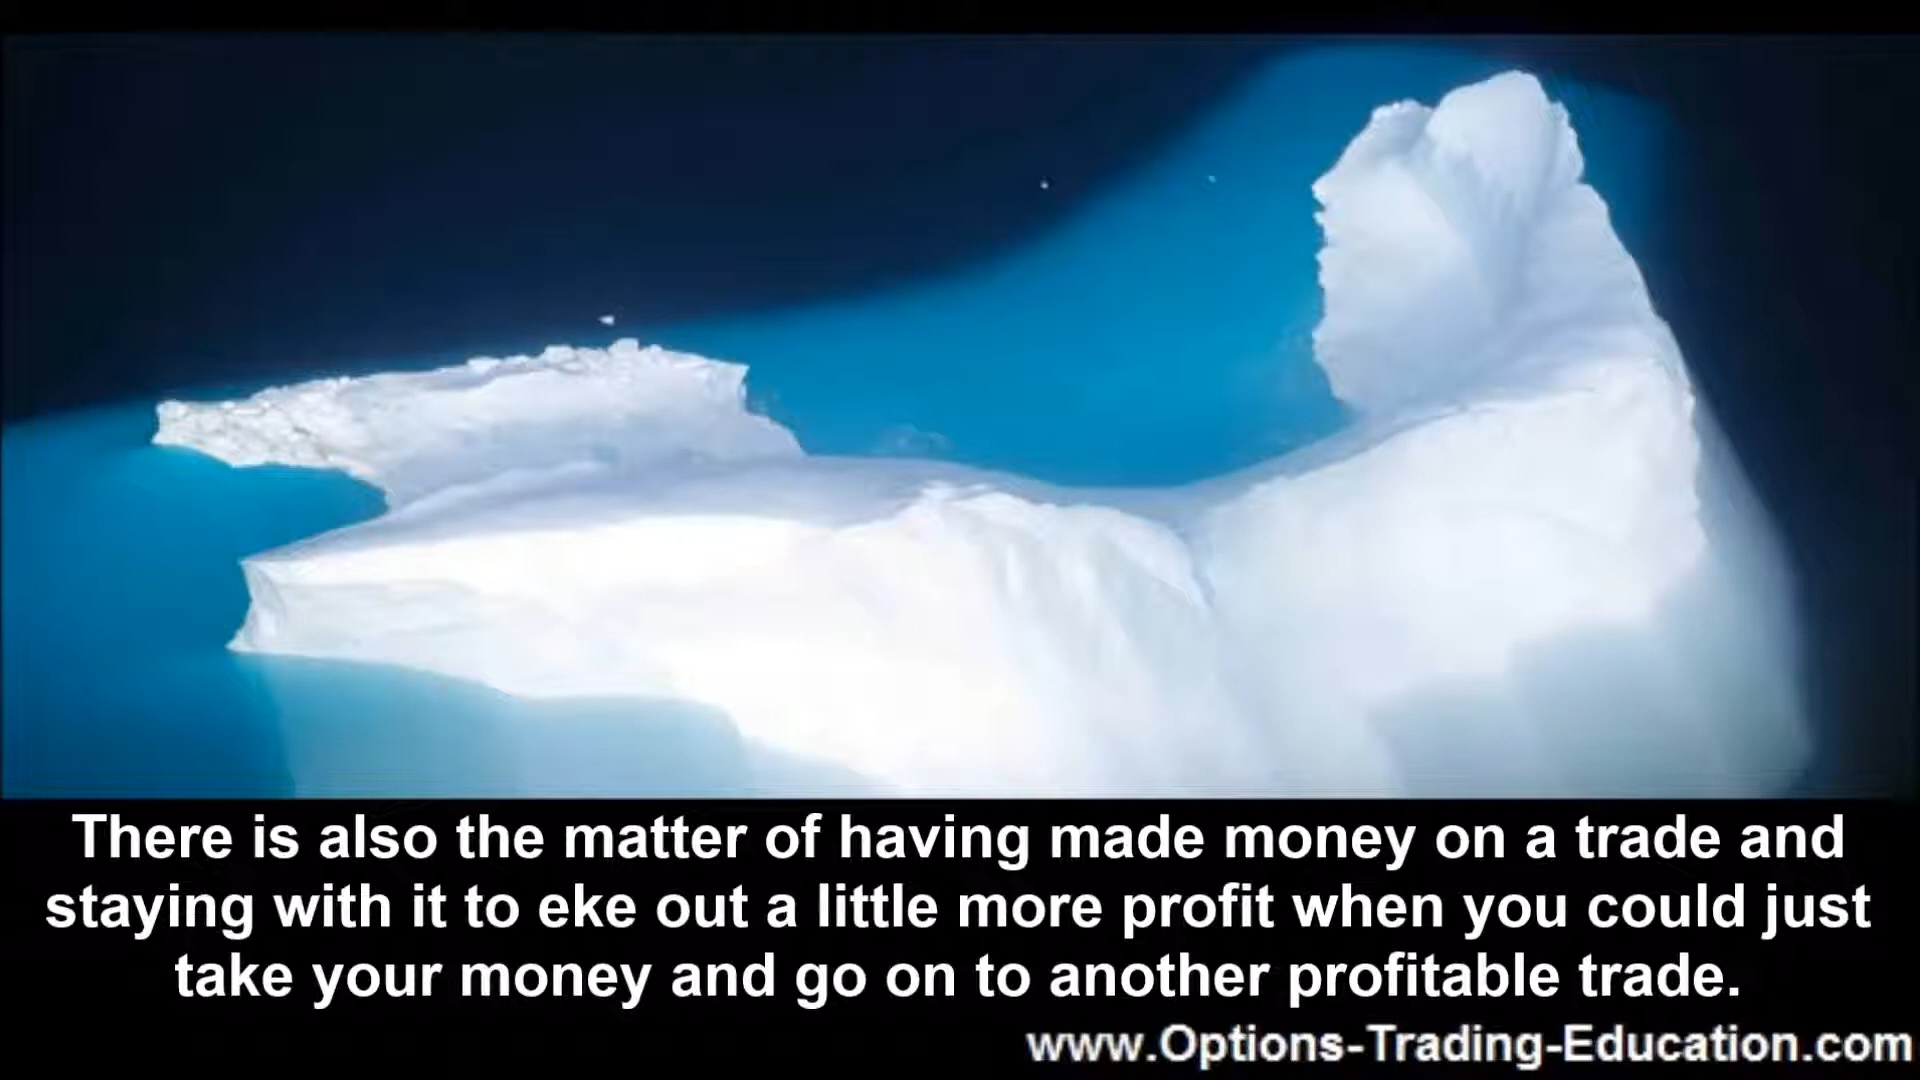 There is also the matter of having made money on a trade and
staying with it to eke out a little more profit when you could just
take your money and go on to another profitable trade.
www.Options-Trading-Education.com